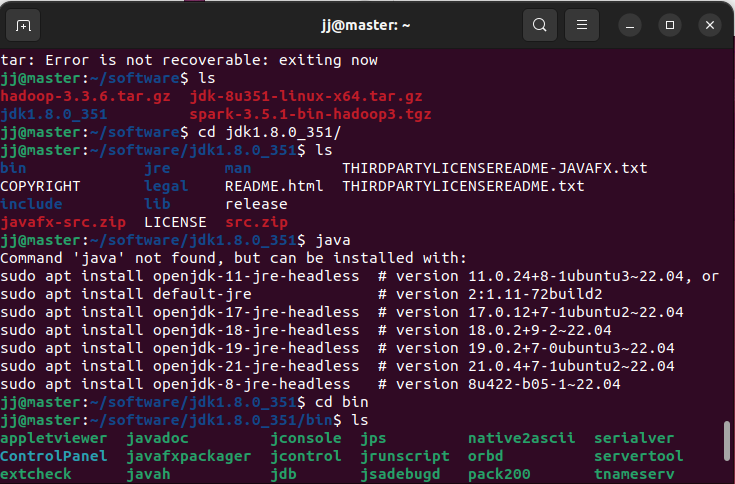 jj@master: ~
tar: Error is not recoverable: exiting now
jj@master:~/software$ ls
hadoop-3.3.6.tar.gz  jdk-8u351-linux-x64.tar.gz
jdk1.8.0_351         spark-3.5.1-bin-hadoop3.tgz
jj@master:~/software$ cd jdk1.8.0_351/
jj@master:~/software/jdk1.8.0_351$ ls
bin             jre      man          THIRDPARTYLICENSEREADME-JAVAFX.txt
COPYRIGHT       legal    README.html  THIRDPARTYLICENSEREADME.txt
include         lib      release
javafx-src.zip  LICENSE  src.zip
jj@master:~/software/jdk1.8.0_351$ java
Command 'java' not found, but can be installed with:
sudo apt install openjdk-11-jre-headless  # version 11.0.24+8-1ubuntu3~22.04, or
sudo apt install default-jre              # version 2:1.11-72build2
sudo apt install openjdk-17-jre-headless  # version 17.0.12+7-1ubuntu2~22.04
sudo apt install openjdk-18-jre-headless  # version 18.0.2+9-2~22.04
sudo apt install openjdk-19-jre-headless  # version 19.0.2+7-0ubuntu3~22.04
sudo apt install openjdk-21-jre-headless  # version 21.0.4+7-1ubuntu2~22.04
sudo apt install openjdk-8-jre-headless   # version 8u422-b05-1~22.04
jj@master:~/software/jdk1.8.0_351$ cd bin
jj@master:~/software/jdk1.8.0_351/bin$ ls
appletviewer  javadoc         jconsole  jps         native2ascii  serialver
ControlPanel  javafxpackager  jcontrol  jrunscript  orbd          servertool
extcheck      javah           jdb       jsadebugd   pack200       tnameserv